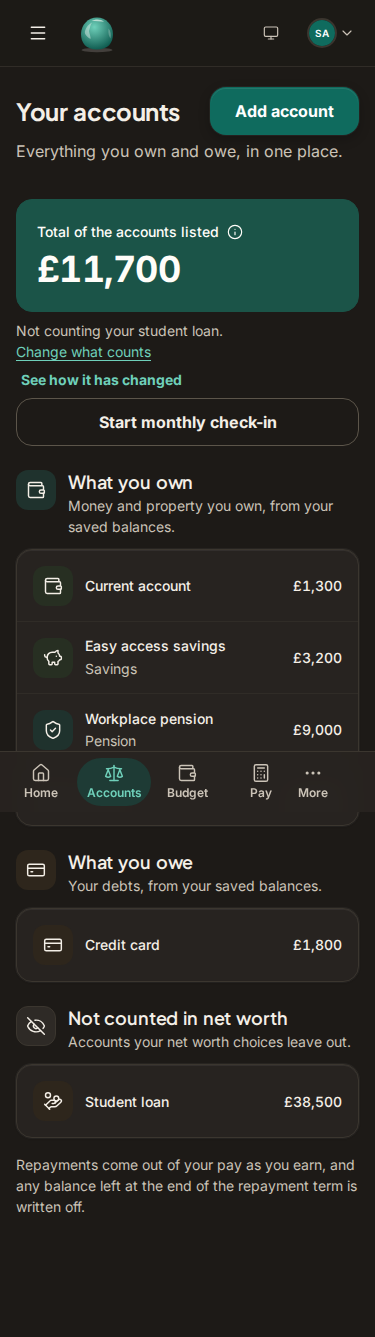 SA
Your accounts
Add account
Everything you own and owe, in one place.
Total of the accounts listed
£11,700
Not counting your student loan.
Change what counts
See how it has changed
Start monthly check-in
What you own
Money and property you own, from your
saved balances.
Current account
£1,300
Easy access savings
Savings
£3,200
Workplace pension
Pension
£9,000
Home
Accounts
Budget
Pay
More
What you owe
Your debts, from your saved balances.
Credit card
£1,800
Not counted in net worth
Accounts your net worth choices leave out.
Student loan
£38,500
Repayments come out of your pay as you earn, and
any balance left at the end of the repayment term is
written off.